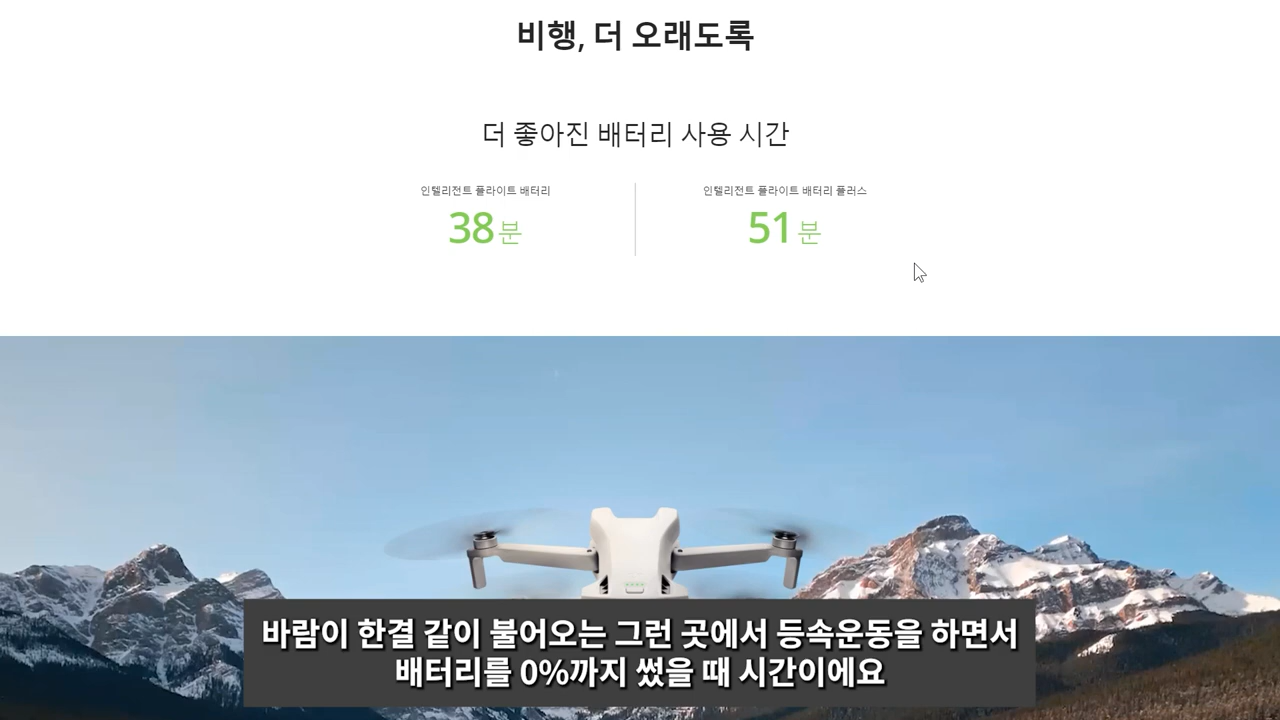 비행, 더 오래도록
더 좋아진 배터리 사용 시간
인텔리전트 플라이트 배터리
38분
인텔리전트 플라이트 배터리 플러스
51분
바람이 한결 같이 불어오는 그런 곳에서 등속운동을 하면서
배터리를 0%까지 썼을 때 시간이에요